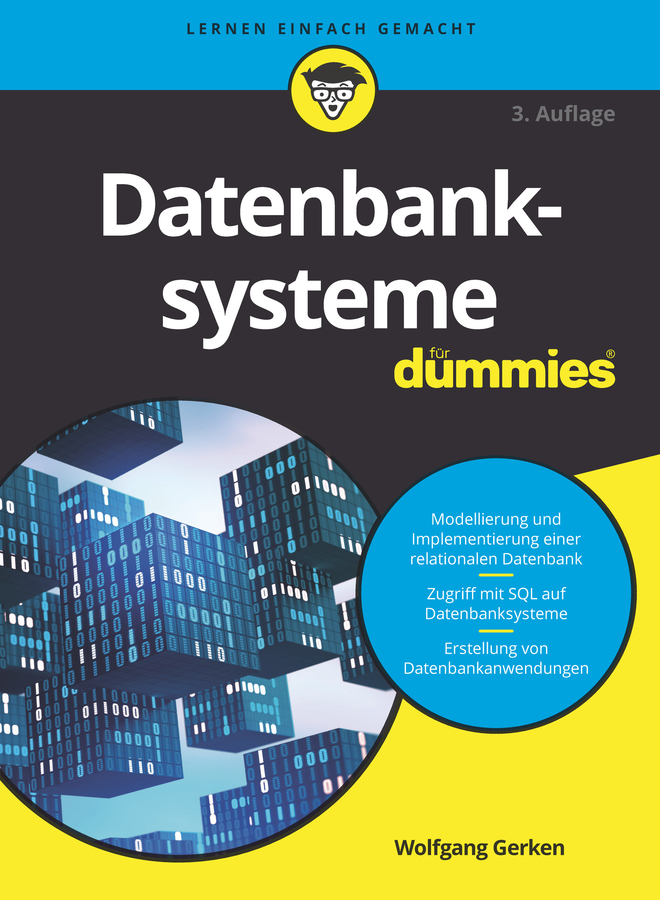 LERNEN EINFACH GEMACHT
3. Auflage
Datenbank-
systeme
für
dummies®
Modellierung und
Implementierung einer
relationalen Datenbank
Zugriff mit SQL auf
Datenbanksysteme
Erstellung von
Datenbankanwendungen
Wolfgang Gerken